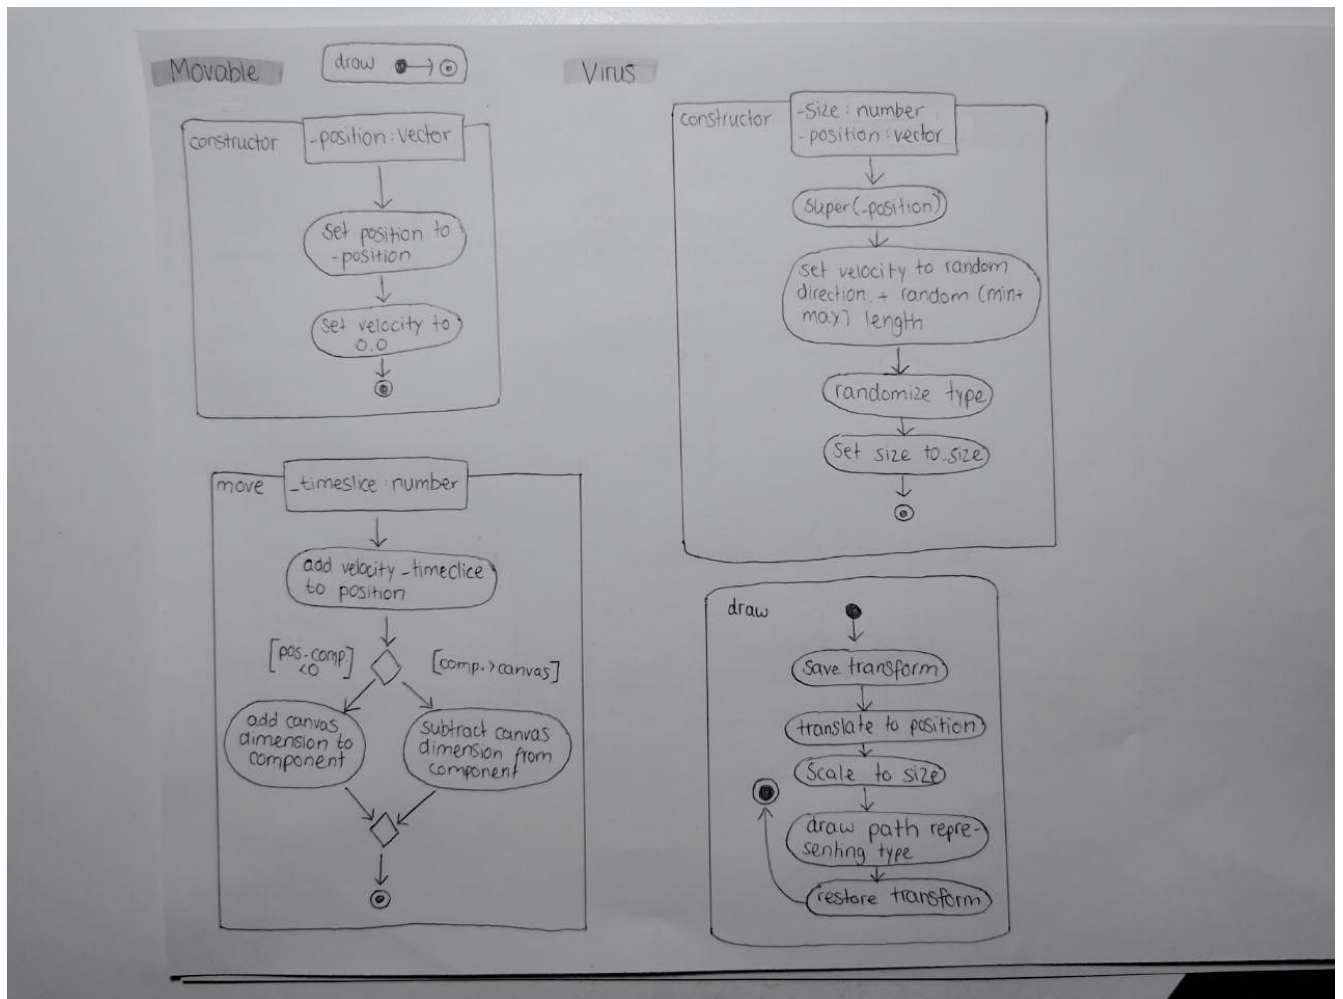 Movable
draw
constructor
-position: vector
set position to
-position
set velocity to
0.0
move
_timeslice: number
add velocity _timeclice
to position
[pos. comp.
<0]
[comp. > canvas]
add canvas
dimension to
component
subtract canvas
dimension from
component
Virus
constructor
-size: number
-position: vector
super(-position)
set velocity to random
direction + random (min+
max) length
randomize type
set size to _size
draw
save transform
translate to position
Scale to size
draw path repre-
senting type
restore transform